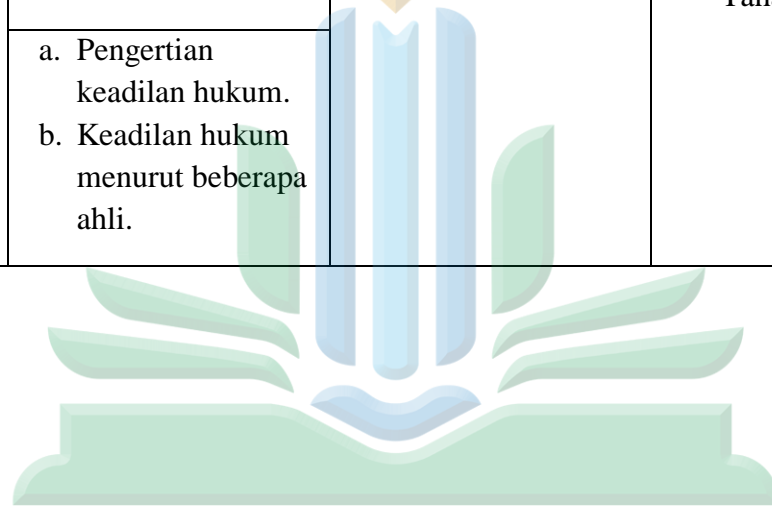 a. Pengertian
keadilan hukum.
b. Keadilan hukum
menurut beberapa
ahli.